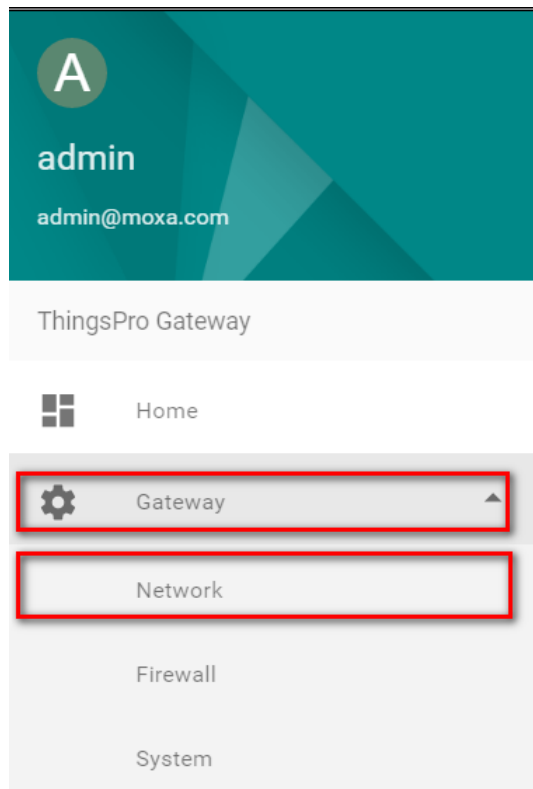 A
admin
admin@moxa.com
ThingsPro Gateway
Home
Gateway
Network
Firewall
System